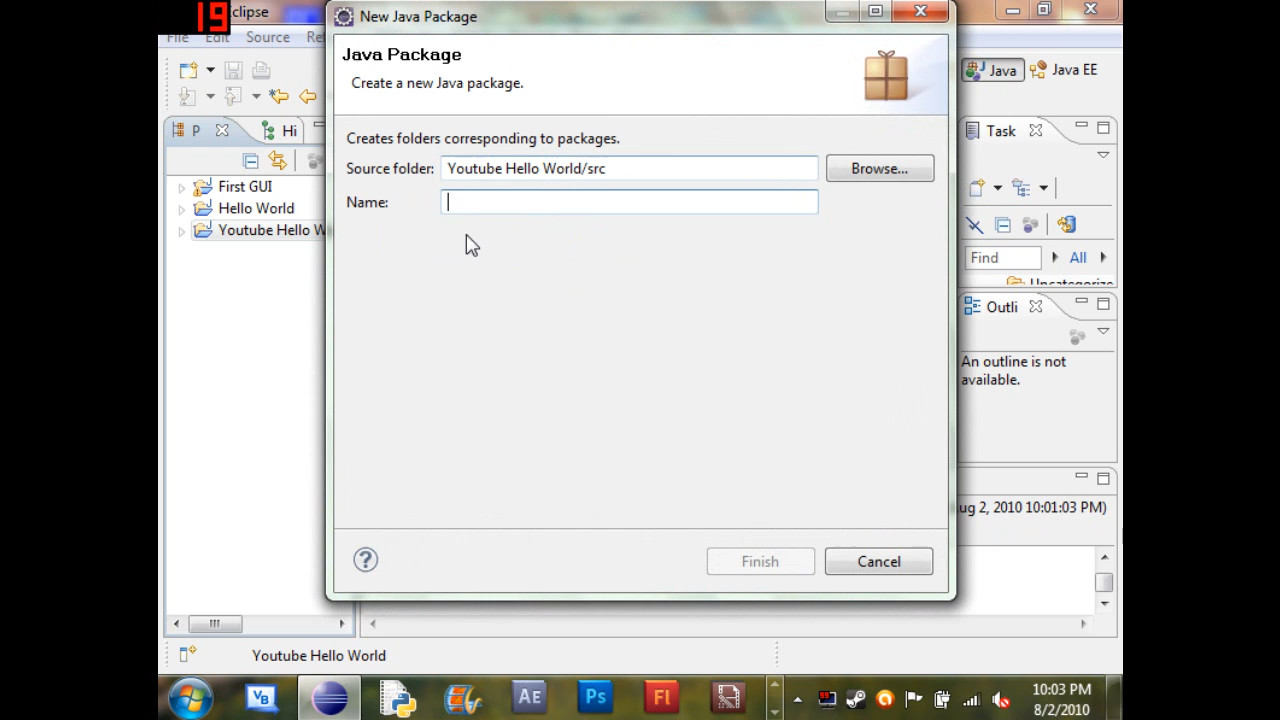 19
clipse
New Java Package
File Edit Source Ref
Java Package
Create a new Java package.
Java
Java EE
P
Hi
Task
Creates folders corresponding to packages.
Source folder:
Youtube Hello World/src
Browse...
Name:
First GUI
Hello World
Youtube Hello W
Find
All
Uncategorize
Outli
An outline is not
available.
ug 2, 2010 10:01:03 PM)
?
Finish
Cancel
Youtube Hello World
VB
AE
Ps
Fl
10:03 PM
8/2/2010